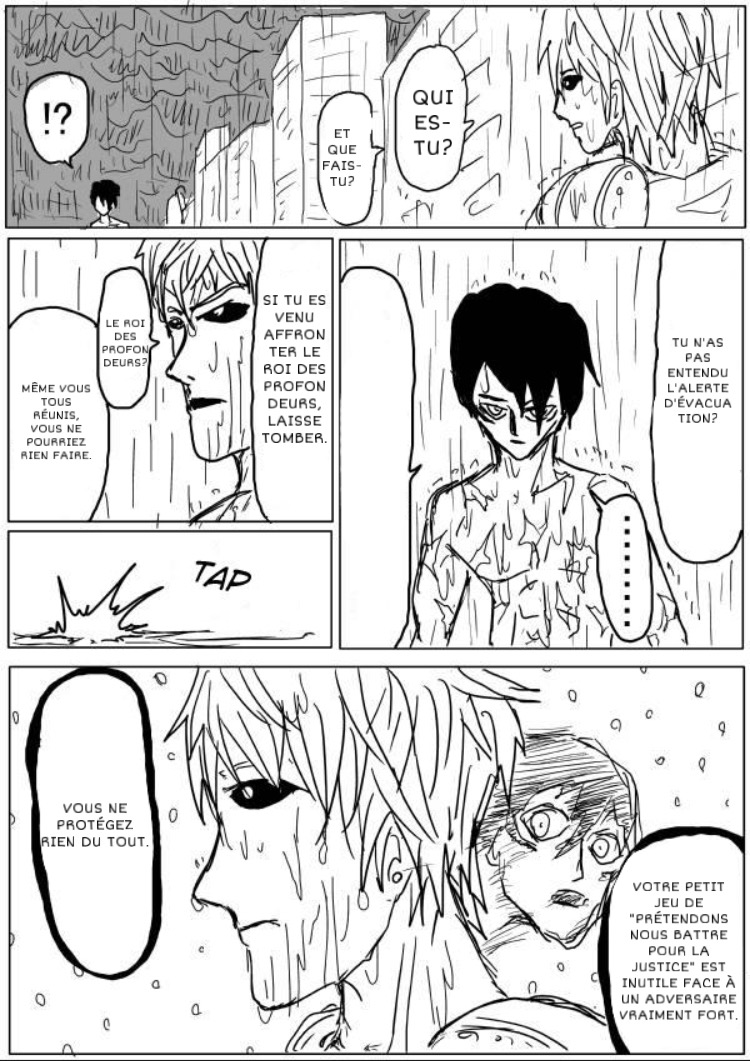 QUI
ES-
TU?
ET
QUE
FAIS-
TU?
!?
TU N'AS
PAS
ENTENDU
L'ALERTE
D'ÉVACUA
TION?
.........
SI TU ES
VENU
AFFRON
TER LE
ROI DES
PROFON
DEURS,
LAISSE
TOMBER.
LE ROI
DES
PROFON
DEURS?
MÊME VOUS
TOUS
RÉUNIS,
VOUS NE
POURRIEZ
RIEN FAIRE.
TAP
VOTRE PETIT
JEU DE
"PRÉTENDONS
NOUS BATTRE
POUR LA
JUSTICE" EST
INUTILE FACE À
UN ADVERSAIRE
VRAIMENT FORT.
VOUS NE
PROTÉGEZ
RIEN DU TOUT.